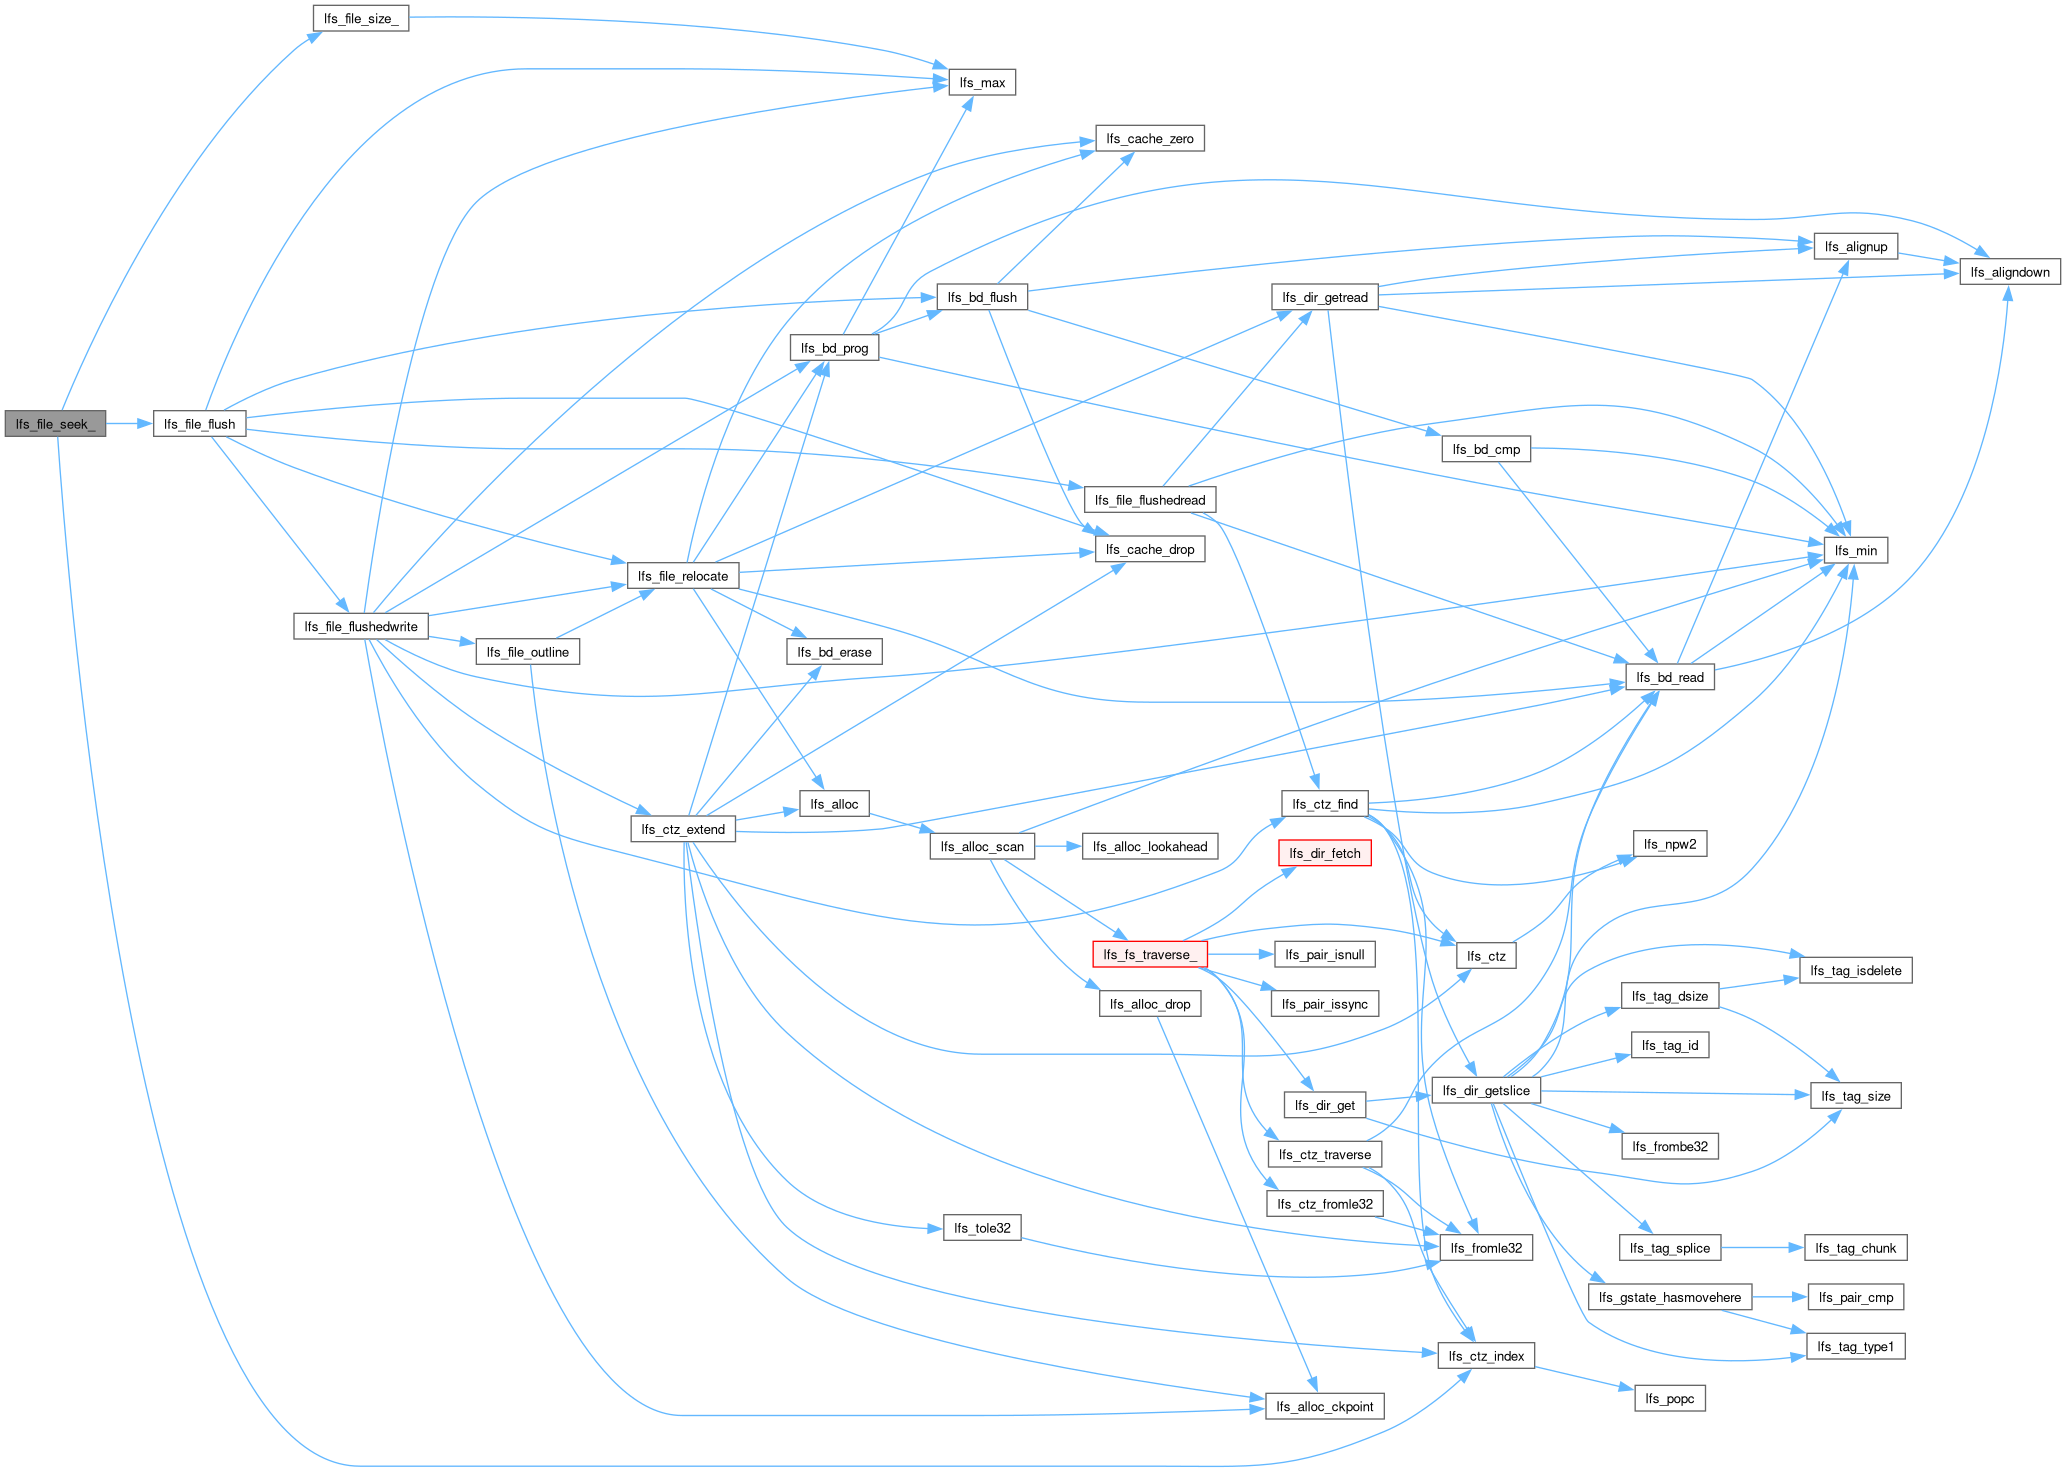 lfs_file_size_
lfs_max
lfs_cache_zero
lfs_alignup
lfs_aligndown
lfs_bd_flush
lfs_dir_getread
lfs_bd_prog
lfs_file_seek_
lfs_file_flush
lfs_bd_cmp
lfs_file_flushedread
lfs_cache_drop
lfs_min
lfs_file_relocate
lfs_file_flushedwrite
lfs_file_outline
lfs_bd_erase
lfs_bd_read
lfs_alloc
lfs_ctz_find
lfs_ctz_extend
lfs_alloc_scan
lfs_alloc_lookahead
lfs_npw2
lfs_dir_fetch
lfs_fs_traverse_
lfs_pair_isnull
lfs_ctz
lfs_tag_isdelete
lfs_alloc_drop
lfs_pair_issync
lfs_tag_dsize
lfs_tag_id
lfs_dir_get
lfs_dir_getslice
lfs_tag_size
lfs_ctz_traverse
lfs_frombe32
lfs_ctz_fromle32
lfs_tole32
lfs_fromle32
lfs_tag_splice
lfs_tag_chunk
lfs_gstate_hasmovehere
lfs_pair_cmp
lfs_ctz_index
lfs_tag_type1
lfs_popc
lfs_alloc_ckpoint